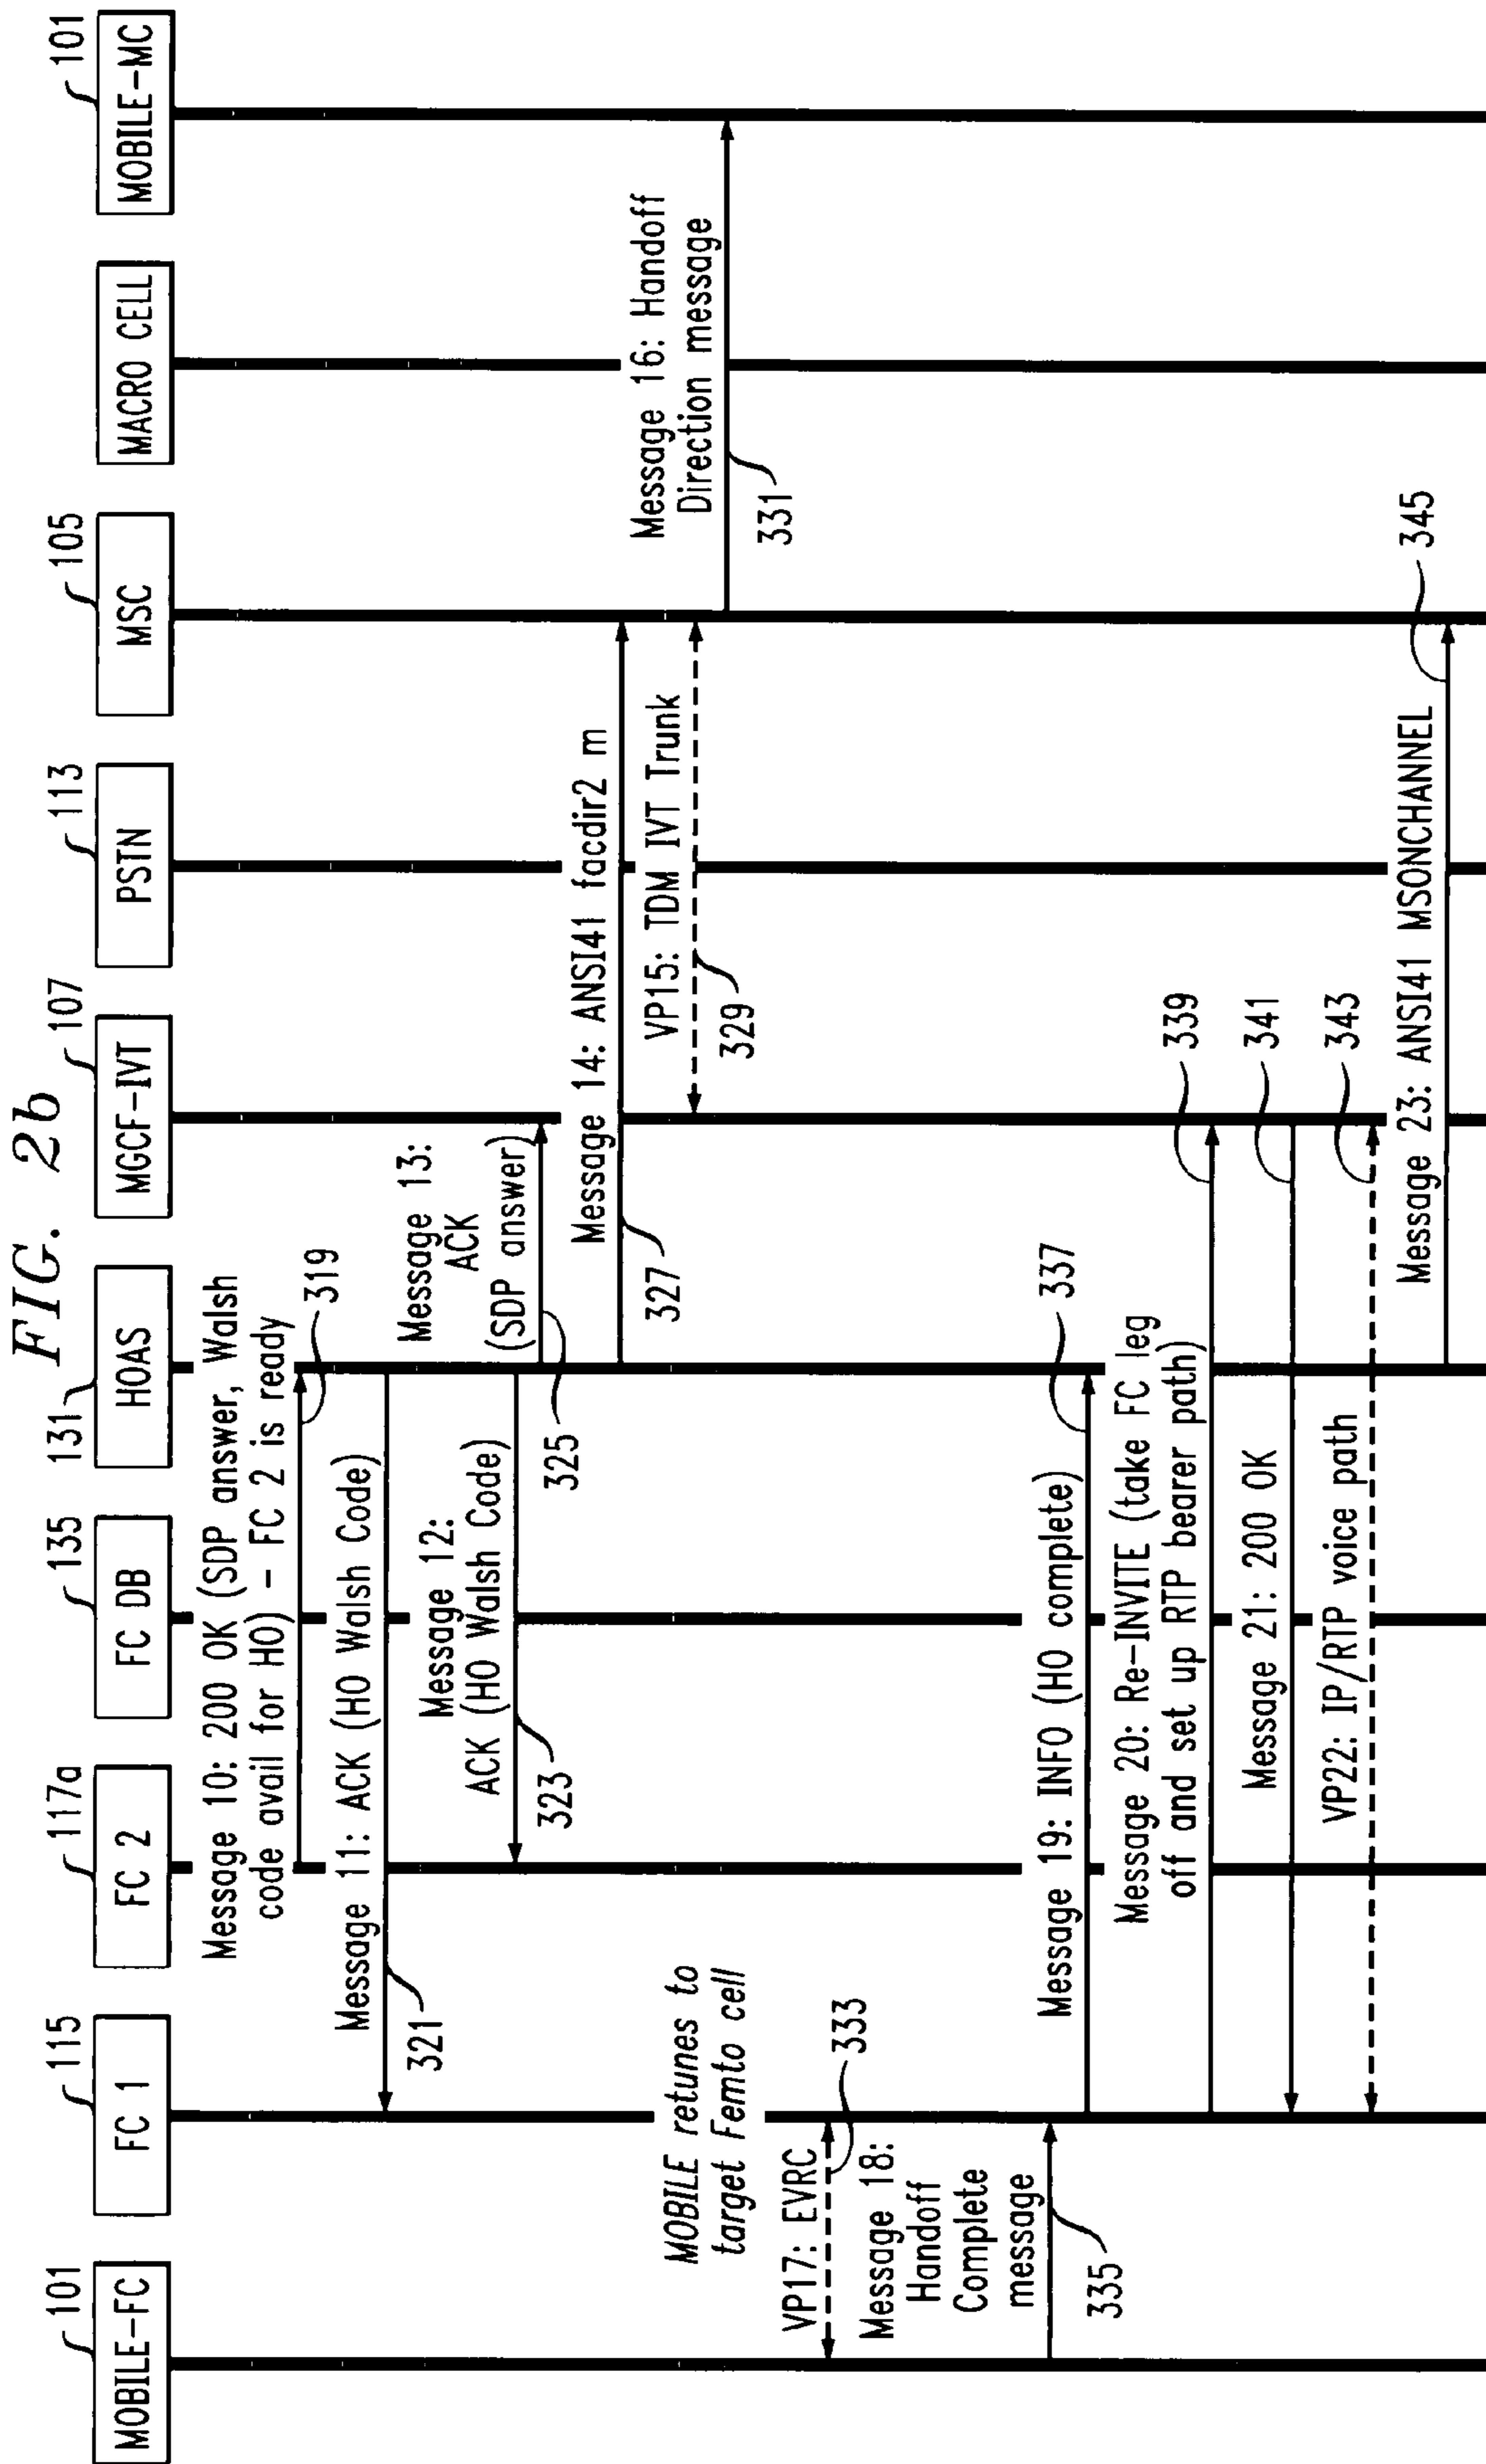 FIG. 2b
101
115
117a
135
131
107
113
105
101
MOBILE-FC
FC 1
FC 2
FC DB
HOAS
MGCF-IVT
PSTN
MSC
MACRO CELL
MOBILE-MC
Message 10: 200 OK (SDP answer, Walsh
code avail for HO) - FC 2 is ready
319
Message 11: ACK (HO Walsh Code)
321
Message 12:
ACK (HO Walsh Code)
323
Message 13:
ACK
(SDP answer)
325
Message 14: ANSI41 facdir2 m
327
VP15: TDM IVT Trunk
329
Message 16: Handoff
Direction message
331
MOBILE retunes to
target Femto cell
VP17: EVRC
333
Message 18:
Handoff
Complete
message
335
Message 19: INFO (HO complete)
337
Message 20: Re-INVITE (take FC leg
off and set up RTP bearer path)
339
Message 21: 200 OK
341
VP22: IP/RTP voice path
343
Message 23: ANSI41 MSONCHANNEL
345